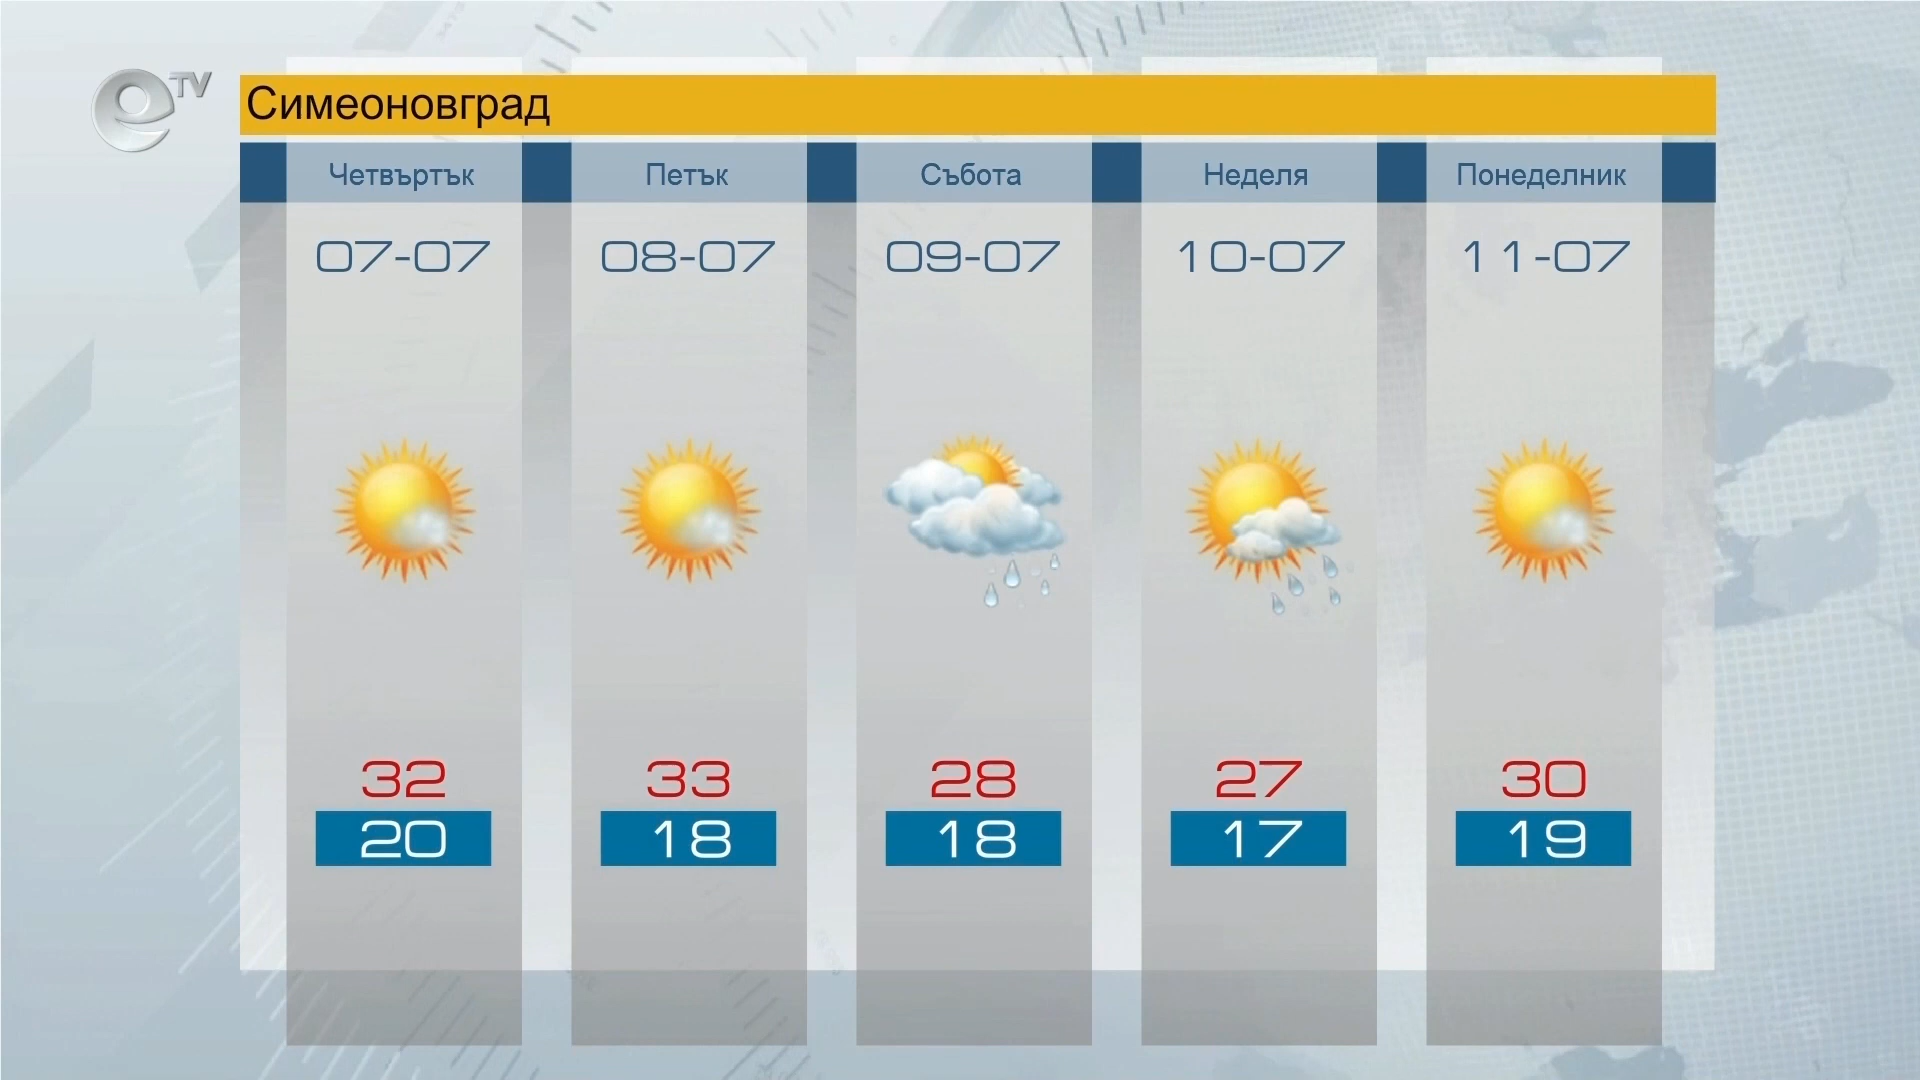 eTV
Симеоновград
Четвъртък Петък Събота Неделя Понеделник
07-07 08-07 09-07 10-07 11-07
32 33 28 27 30
20 18 18 17 19